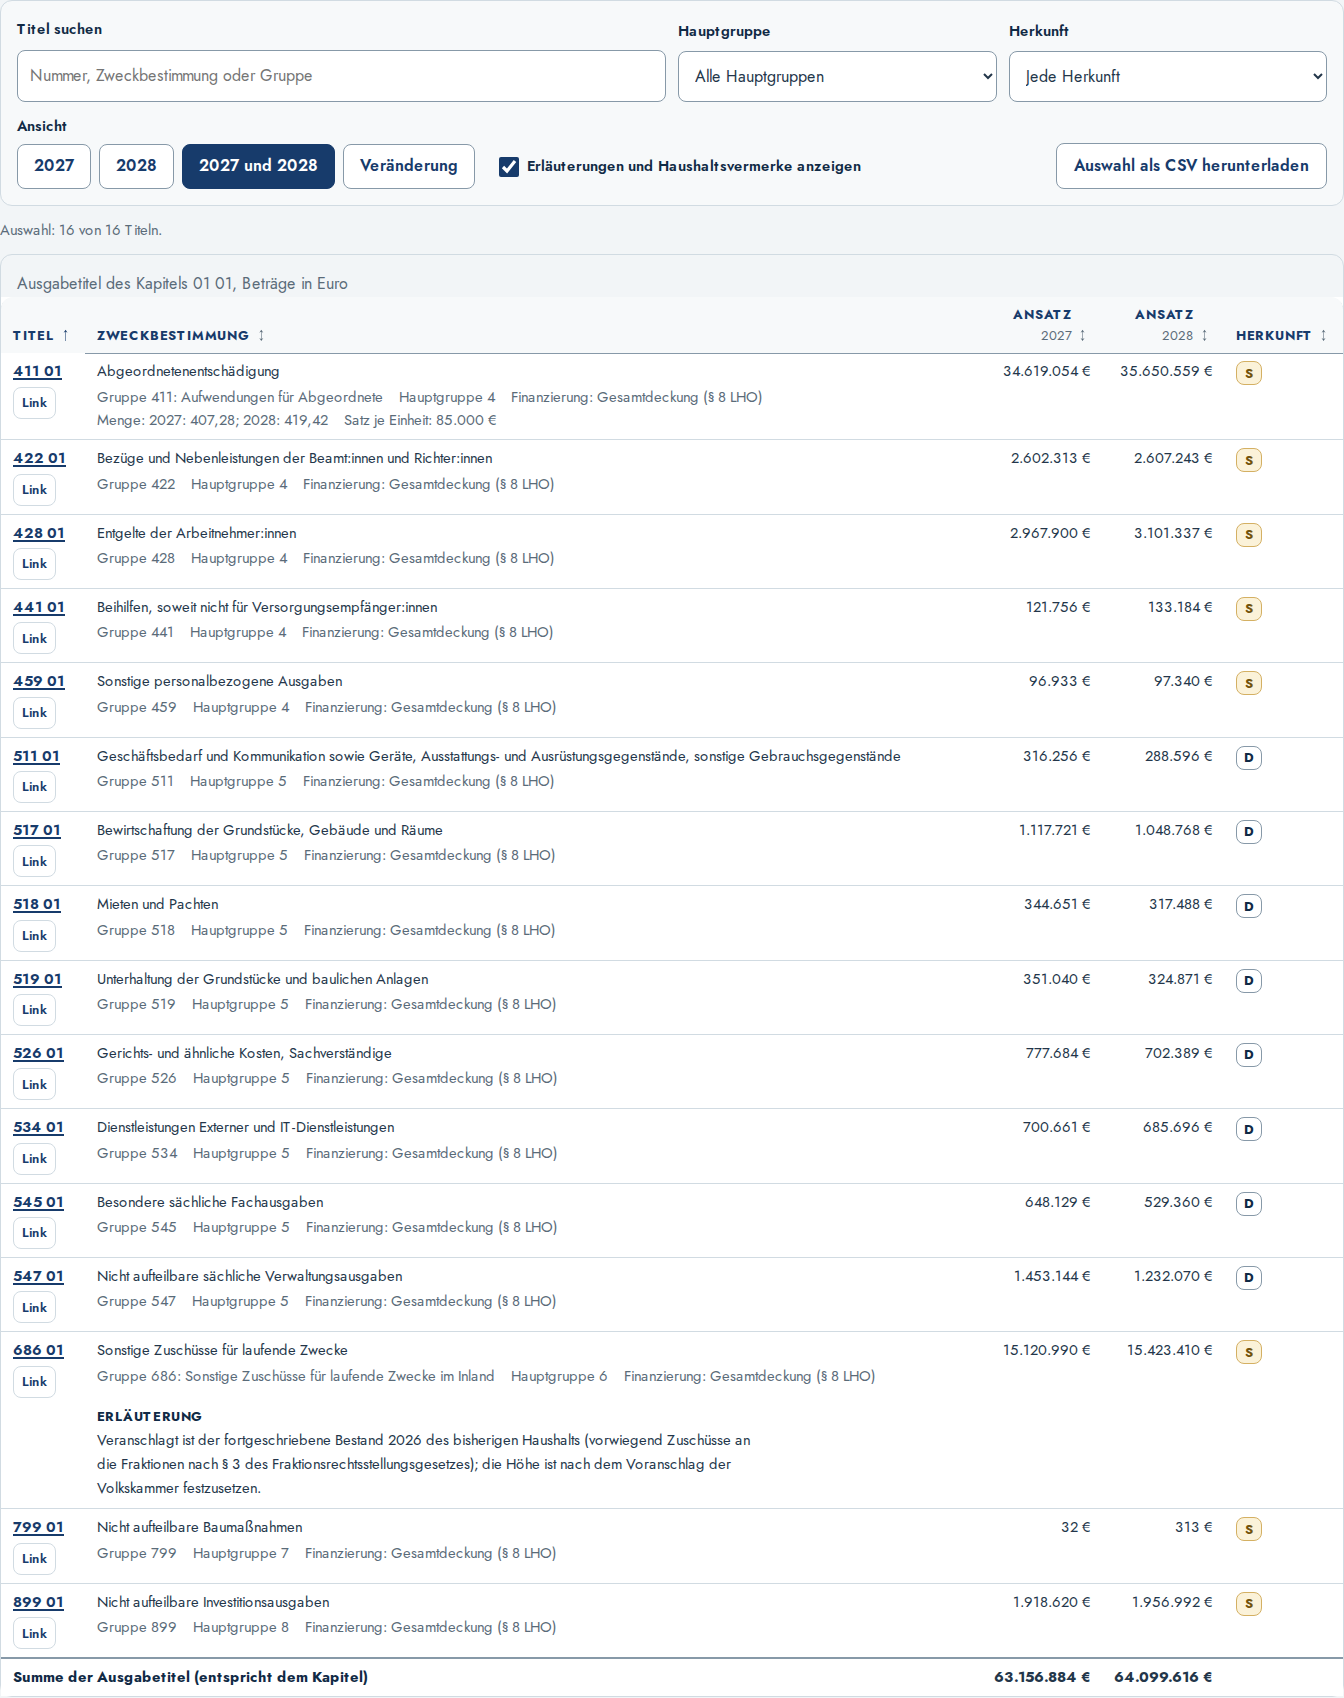 Titel suchen
Hauptgruppe
Herkunft
Nummer, Zweckbestimmung oder Gruppe
Alle Hauptgruppen
Jede Herkunft
Ansicht
2027
2028
2027 und 2028
Veränderung
Erläuterungen und Haushaltsvermerke anzeigen
Auswahl als CSV herunterladen
Auswahl: 16 von 16 Titeln.
Ausgabetitel des Kapitels 01 01, Beträge in Euro
TITEL ↑ ZWECKBESTIMMUNG ↕ ANSATZ 2027 ↕ ANSATZ 2028 ↕ HERKUNFT ↕
411 01 Abgeordnetenentschädigung 34.619.054 € 35.650.559 € S
Link Gruppe 411: Aufwendungen für Abgeordnete Hauptgruppe 4 Finanzierung: Gesamtdeckung (§ 8 LHO)
Menge: 2027: 407,28; 2028: 419,42 Satz je Einheit: 85.000 €
422 01 Bezüge und Nebenleistungen der Beamt:innen und Richter:innen 2.602.313 € 2.607.243 € S
Link Gruppe 422 Hauptgruppe 4 Finanzierung: Gesamtdeckung (§ 8 LHO)
428 01 Entgelte der Arbeitnehmer:innen 2.967.900 € 3.101.337 € S
Link Gruppe 428 Hauptgruppe 4 Finanzierung: Gesamtdeckung (§ 8 LHO)
441 01 Beihilfen, soweit nicht für Versorgungsempfänger:innen 121.756 € 133.184 € S
Link Gruppe 441 Hauptgruppe 4 Finanzierung: Gesamtdeckung (§ 8 LHO)
459 01 Sonstige personalbezogene Ausgaben 96.933 € 97.340 € S
Link Gruppe 459 Hauptgruppe 4 Finanzierung: Gesamtdeckung (§ 8 LHO)
511 01 Geschäftsbedarf und Kommunikation sowie Geräte, Ausstattungs- und Ausrüstungsgegenstände, sonstige Gebrauchsgegenstände 316.256 € 288.596 € D
Link Gruppe 511 Hauptgruppe 5 Finanzierung: Gesamtdeckung (§ 8 LHO)
517 01 Bewirtschaftung der Grundstücke, Gebäude und Räume 1.117.721 € 1.048.768 € D
Link Gruppe 517 Hauptgruppe 5 Finanzierung: Gesamtdeckung (§ 8 LHO)
518 01 Mieten und Pachten 344.651 € 317.488 € D
Link Gruppe 518 Hauptgruppe 5 Finanzierung: Gesamtdeckung (§ 8 LHO)
519 01 Unterhaltung der Grundstücke und baulichen Anlagen 351.040 € 324.871 € D
Link Gruppe 519 Hauptgruppe 5 Finanzierung: Gesamtdeckung (§ 8 LHO)
526 01 Gerichts- und ähnliche Kosten, Sachverständige 777.684 € 702.389 € D
Link Gruppe 526 Hauptgruppe 5 Finanzierung: Gesamtdeckung (§ 8 LHO)
534 01 Dienstleistungen Externer und IT-Dienstleistungen 700.661 € 685.696 € D
Link Gruppe 534 Hauptgruppe 5 Finanzierung: Gesamtdeckung (§ 8 LHO)
545 01 Besondere sächliche Fachausgaben 648.129 € 529.360 € D
Link Gruppe 545 Hauptgruppe 5 Finanzierung: Gesamtdeckung (§ 8 LHO)
547 01 Nicht aufteilbare sächliche Verwaltungsausgaben 1.453.144 € 1.232.070 € D
Link Gruppe 547 Hauptgruppe 5 Finanzierung: Gesamtdeckung (§ 8 LHO)
686 01 Sonstige Zuschüsse für laufende Zwecke 15.120.990 € 15.423.410 € S
Link Gruppe 686: Sonstige Zuschüsse für laufende Zwecke im Inland Hauptgruppe 6 Finanzierung: Gesamtdeckung (§ 8 LHO)
ERLÄUTERUNG
Veranschlagt ist der fortgeschriebene Bestand 2026 des bisherigen Haushalts (vorwiegend Zuschüsse an
die Fraktionen nach § 3 des Fraktionsrechtsstellungsgesetzes); die Höhe ist nach dem Voranschlag der
Volkskammer festzusetzen.
799 01 Nicht aufteilbare Baumaßnahmen 32 € 313 € S
Link Gruppe 799 Hauptgruppe 7 Finanzierung: Gesamtdeckung (§ 8 LHO)
899 01 Nicht aufteilbare Investitionsausgaben 1.918.620 € 1.956.992 € S
Link Gruppe 899 Hauptgruppe 8 Finanzierung: Gesamtdeckung (§ 8 LHO)
Summe der Ausgabetitel (entspricht dem Kapitel) 63.156.884 € 64.099.616 €